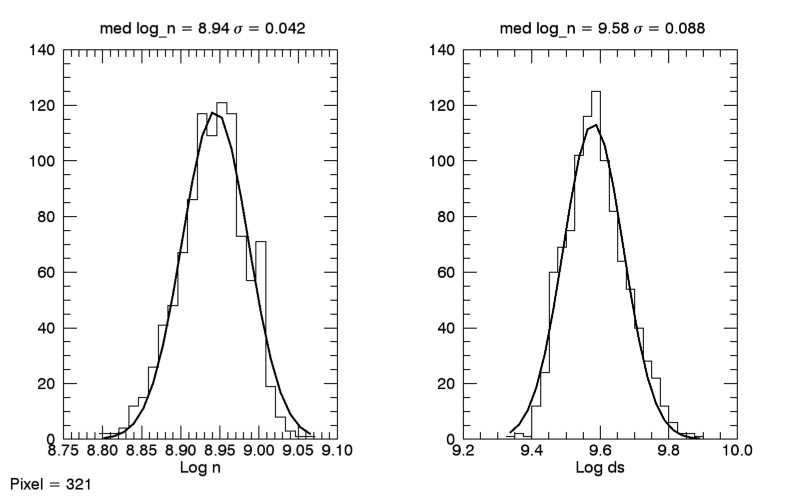 med log_n = 8.94 σ = 0.042
med log_n = 9.58 σ = 0.088
140
120
100
80
60
40
20
0
8.75 8.80 8.85 8.90 8.95 9.00 9.05 9.10
Log n
140
120
100
80
60
40
20
0
9.2 9.4 9.6 9.8 10.0
Log ds
Pixel = 321